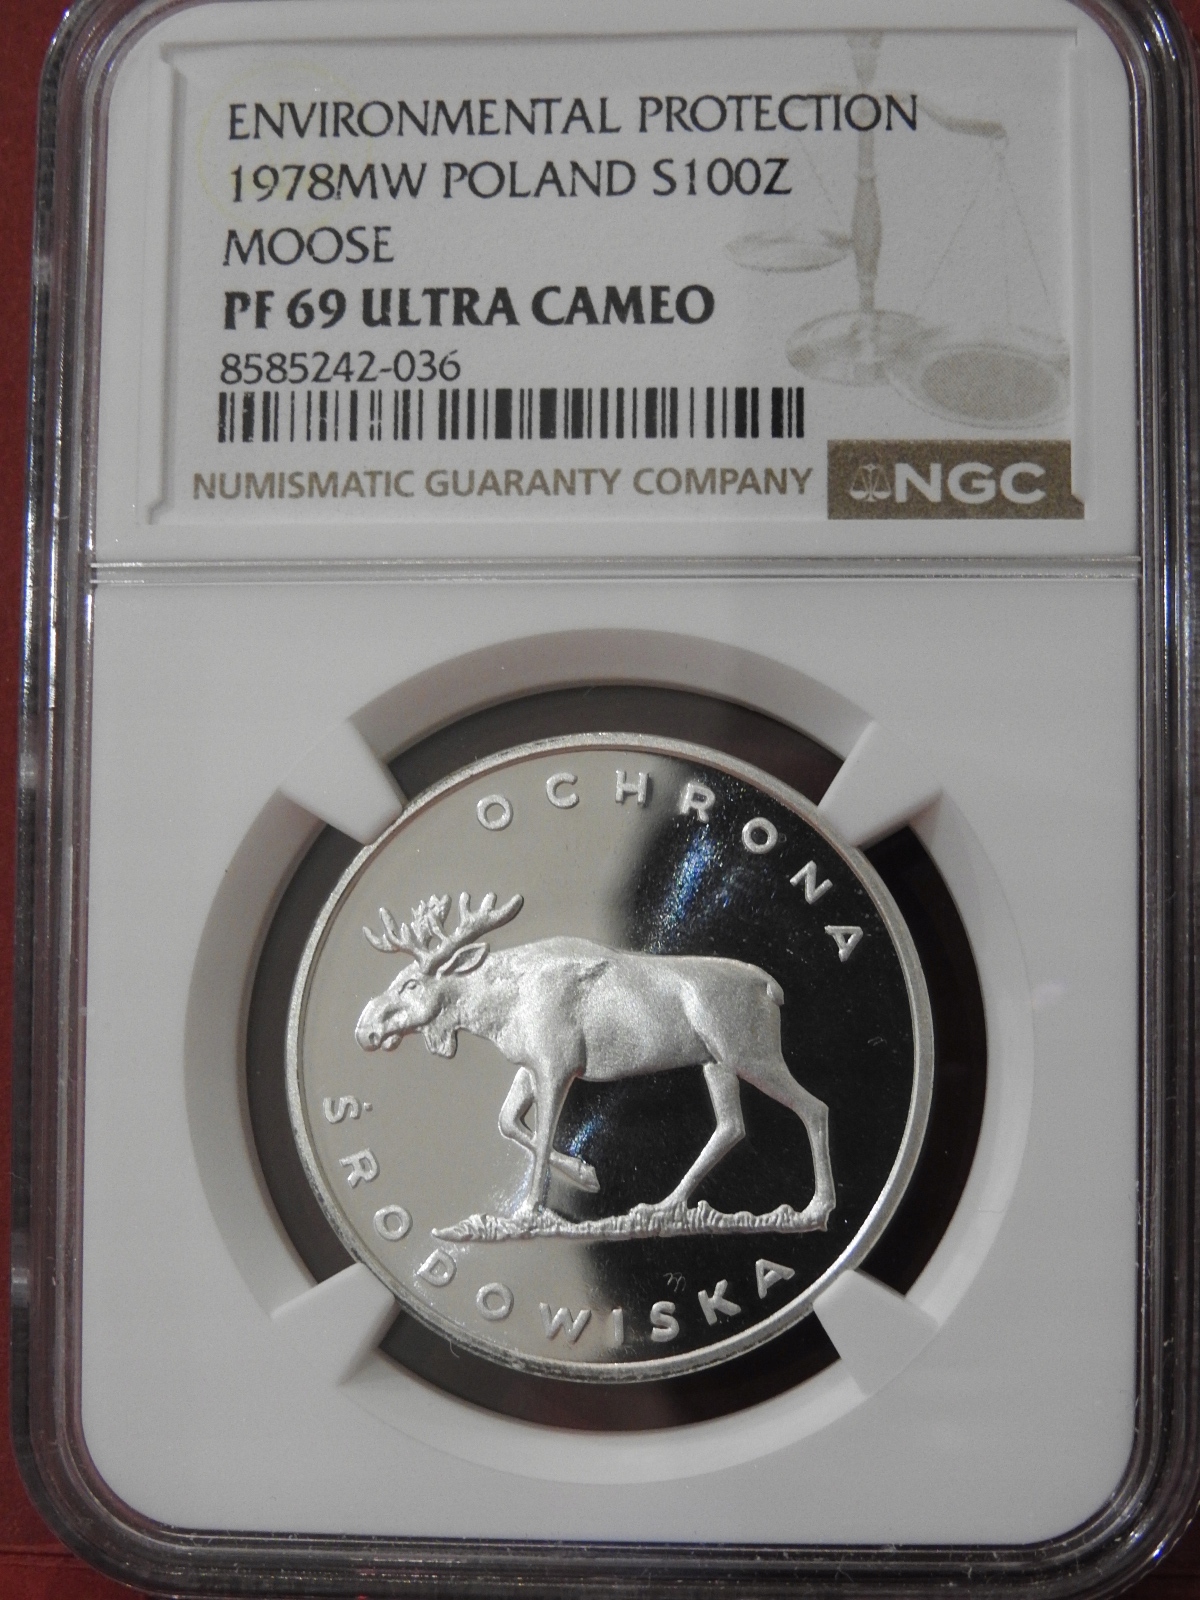 ENVIRONMENTAL PROTECTION
1978MW POLAND S100Z
MOOSE
PF 69 ULTRA CAMEO
8585242-036
NUMISMATIC GUARANTY COMPANY
NGC
OCHRONA
ŚRODOWISKA